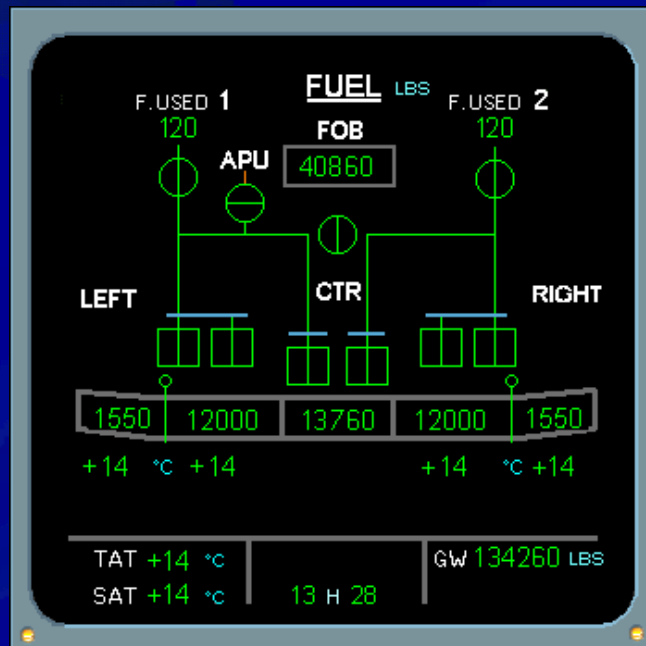 FUEL LBS
F.USED 1
F.USED 2
120
FOB
120
APU
40860
LEFT
CTR
RIGHT
1550 12000 13760 12000 1550
+14 °C +14
+14 °C +14
TAT +14 °C
GW 134260 LBS
SAT +14 °C
13 H 28